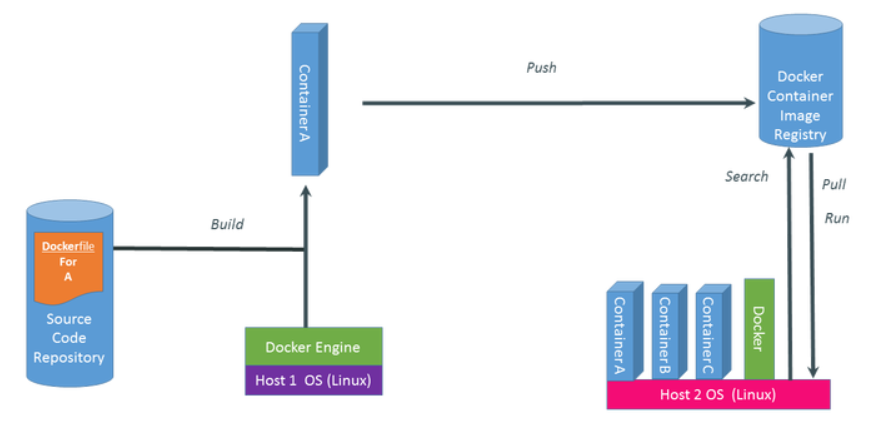 Container A
Push
Docker
Container
Image
Registry
Search
Pull
Run
Build
Dockerfile
For
A
Source
Code
Repository
Docker Engine
Host 1 OS (Linux)
Container A
Container B
Container C
Docker
Host 2 OS (Linux)